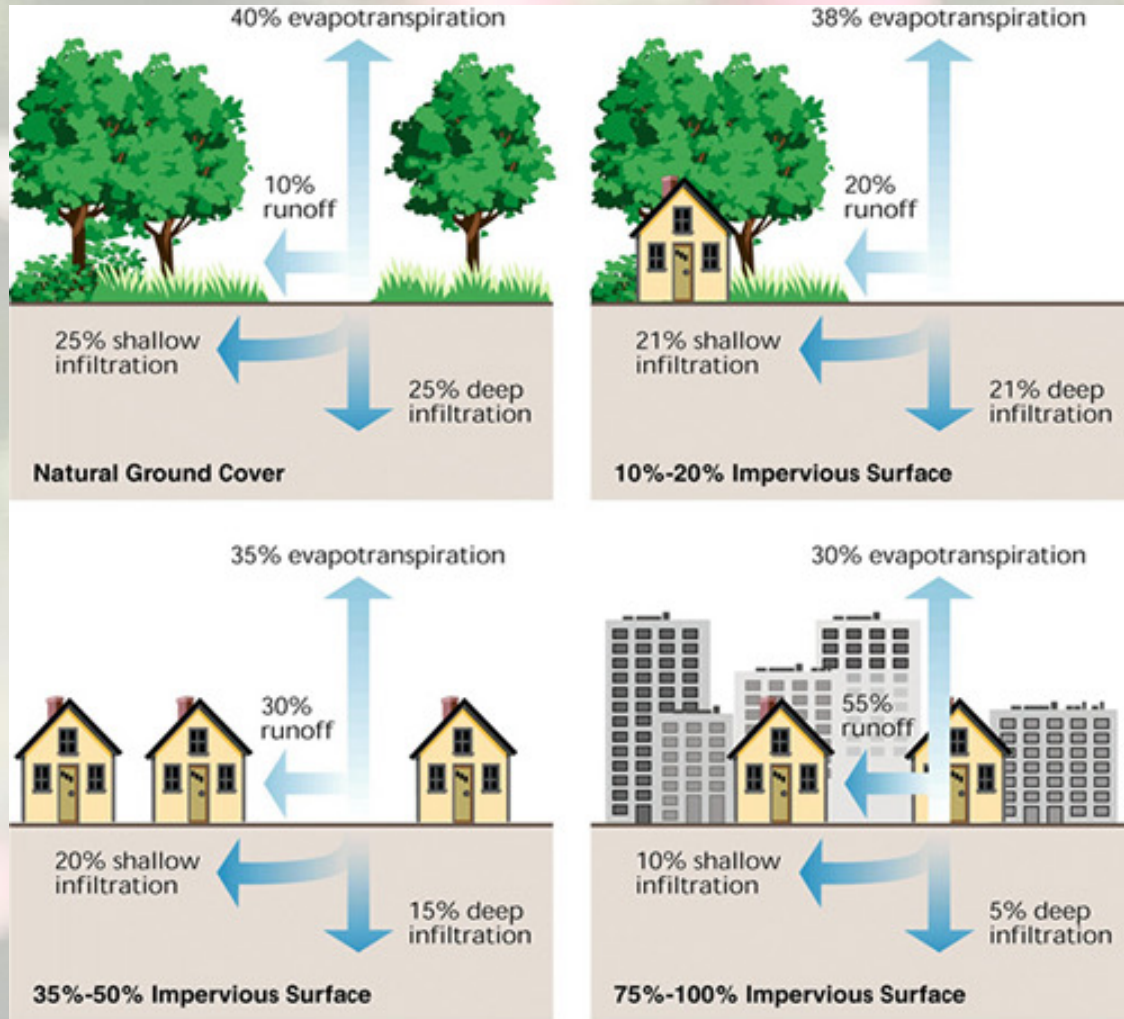 40% evapotranspiration
10%
runoff
25% shallow
infiltration
25% deep
infiltration
Natural Ground Cover
38% evapotranspiration
20%
runoff
21% shallow
infiltration
21% deep
infiltration
10%-20% Impervious Surface
35% evapotranspiration
30%
runoff
20% shallow
infiltration
15% deep
infiltration
35%-50% Impervious Surface
30% evapotranspiration
55%
runoff
10% shallow
infiltration
5% deep
infiltration
75%-100% Impervious Surface